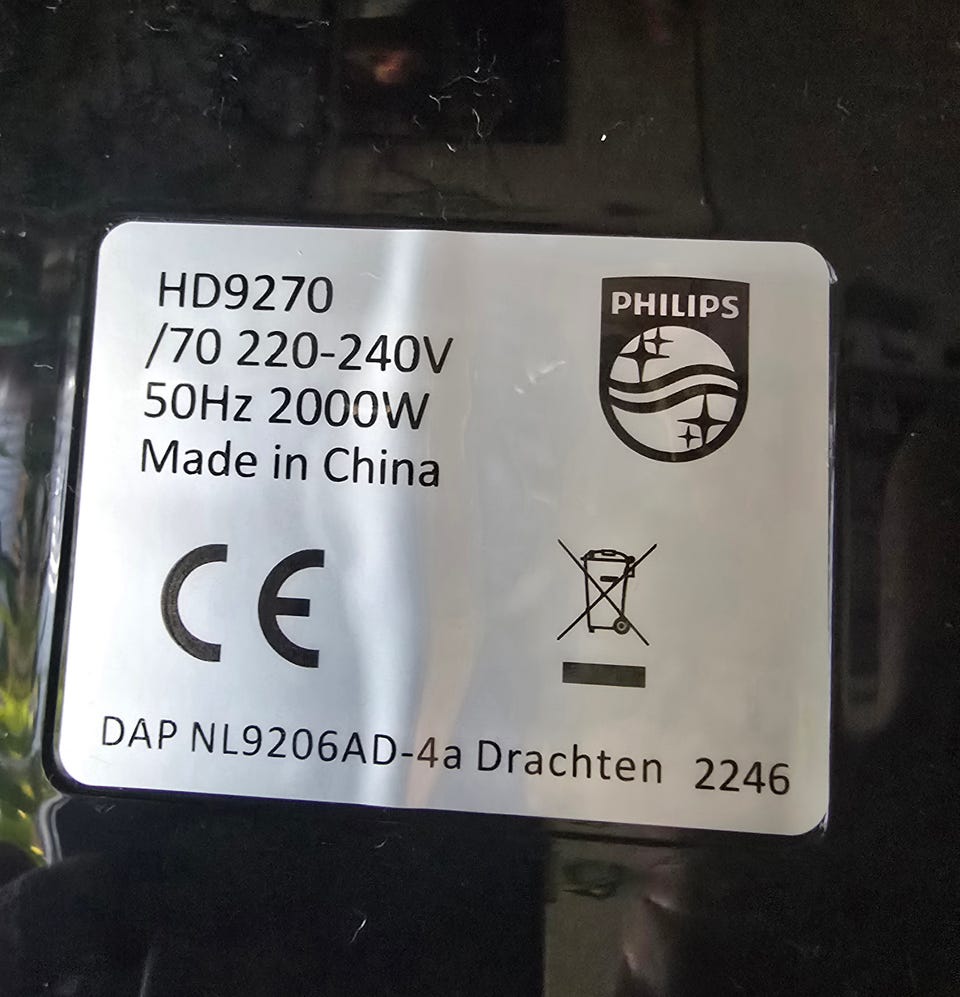 HD9270
/70 220-240V
50Hz 2000W
Made in China
PHILIPS
CE
DAP NL9206AD-4a Drachten 2246